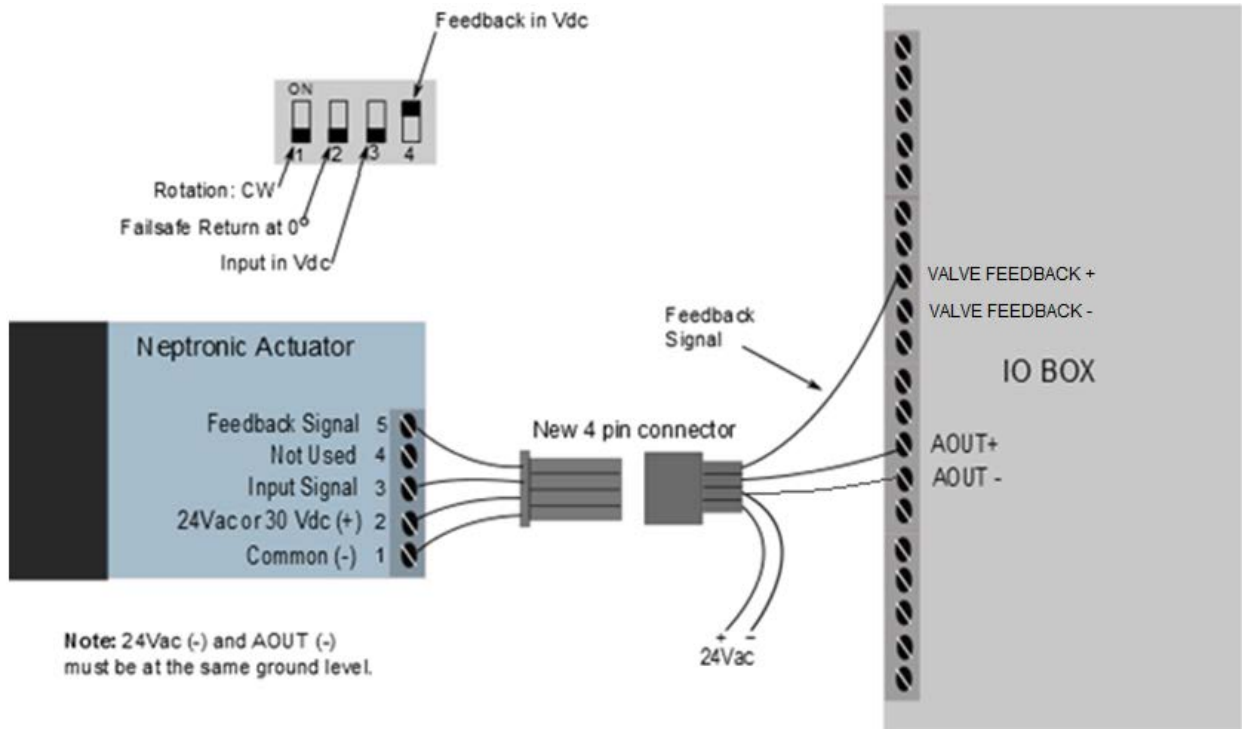 Feedback in Vdc
ON
1 2 3 4
Rotation: CW
Failsafe Return at 0°
Input in Vdc
Neptronic Actuator
Feedback Signal 5
Not Used 4
Input Signal 3
24Vac or 30 Vdc (+) 2
Common (-) 1
New 4 pin connector
Feedback
Signal
VALVE FEEDBACK +
VALVE FEEDBACK -
IO BOX
AOUT+
AOUT -
+ -
24Vac
Note: 24Vac (-) and AOUT (-)
must be at the same ground level.